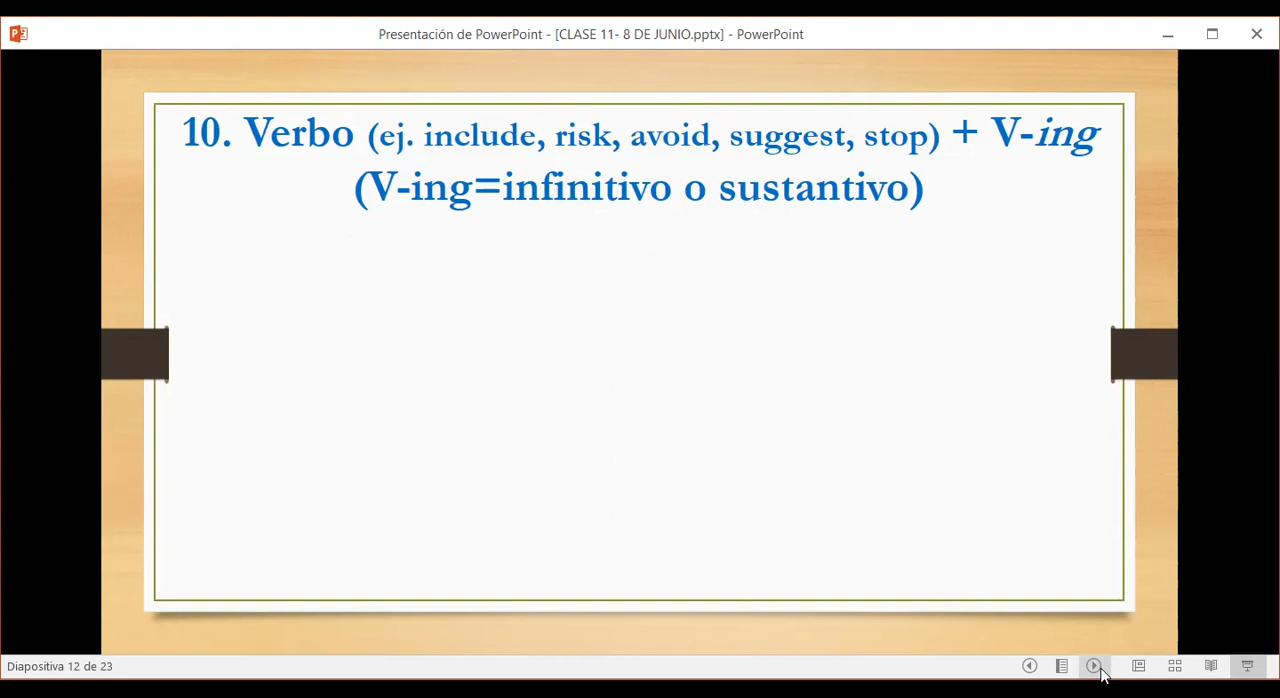 Presentación de PowerPoint - [CLASE 11- 8 DE JUNIO.pptx] - PowerPoint
10. Verbo (ej. include, risk, avoid, suggest, stop) + V-ing
(V-ing=infinitivo o sustantivo)
Diapositiva 12 de 23